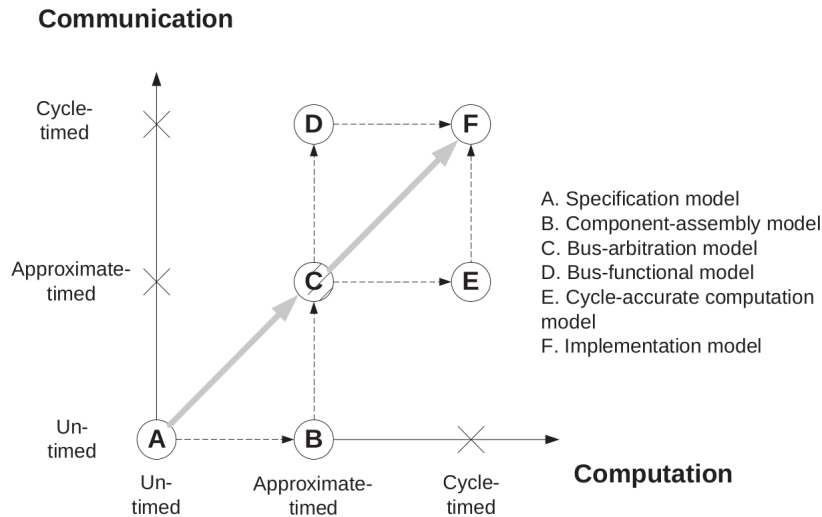 Communication
Cycle-
timed
D
F
A. Specification model
B. Component-assembly model
C. Bus-arbitration model
D. Bus-functional model
E. Cycle-accurate computation
model
F. Implementation model
Approximate-
timed
C
E
Un-
timed
A
B
Computation
Un-
timed
Approximate-
timed
Cycle-
timed